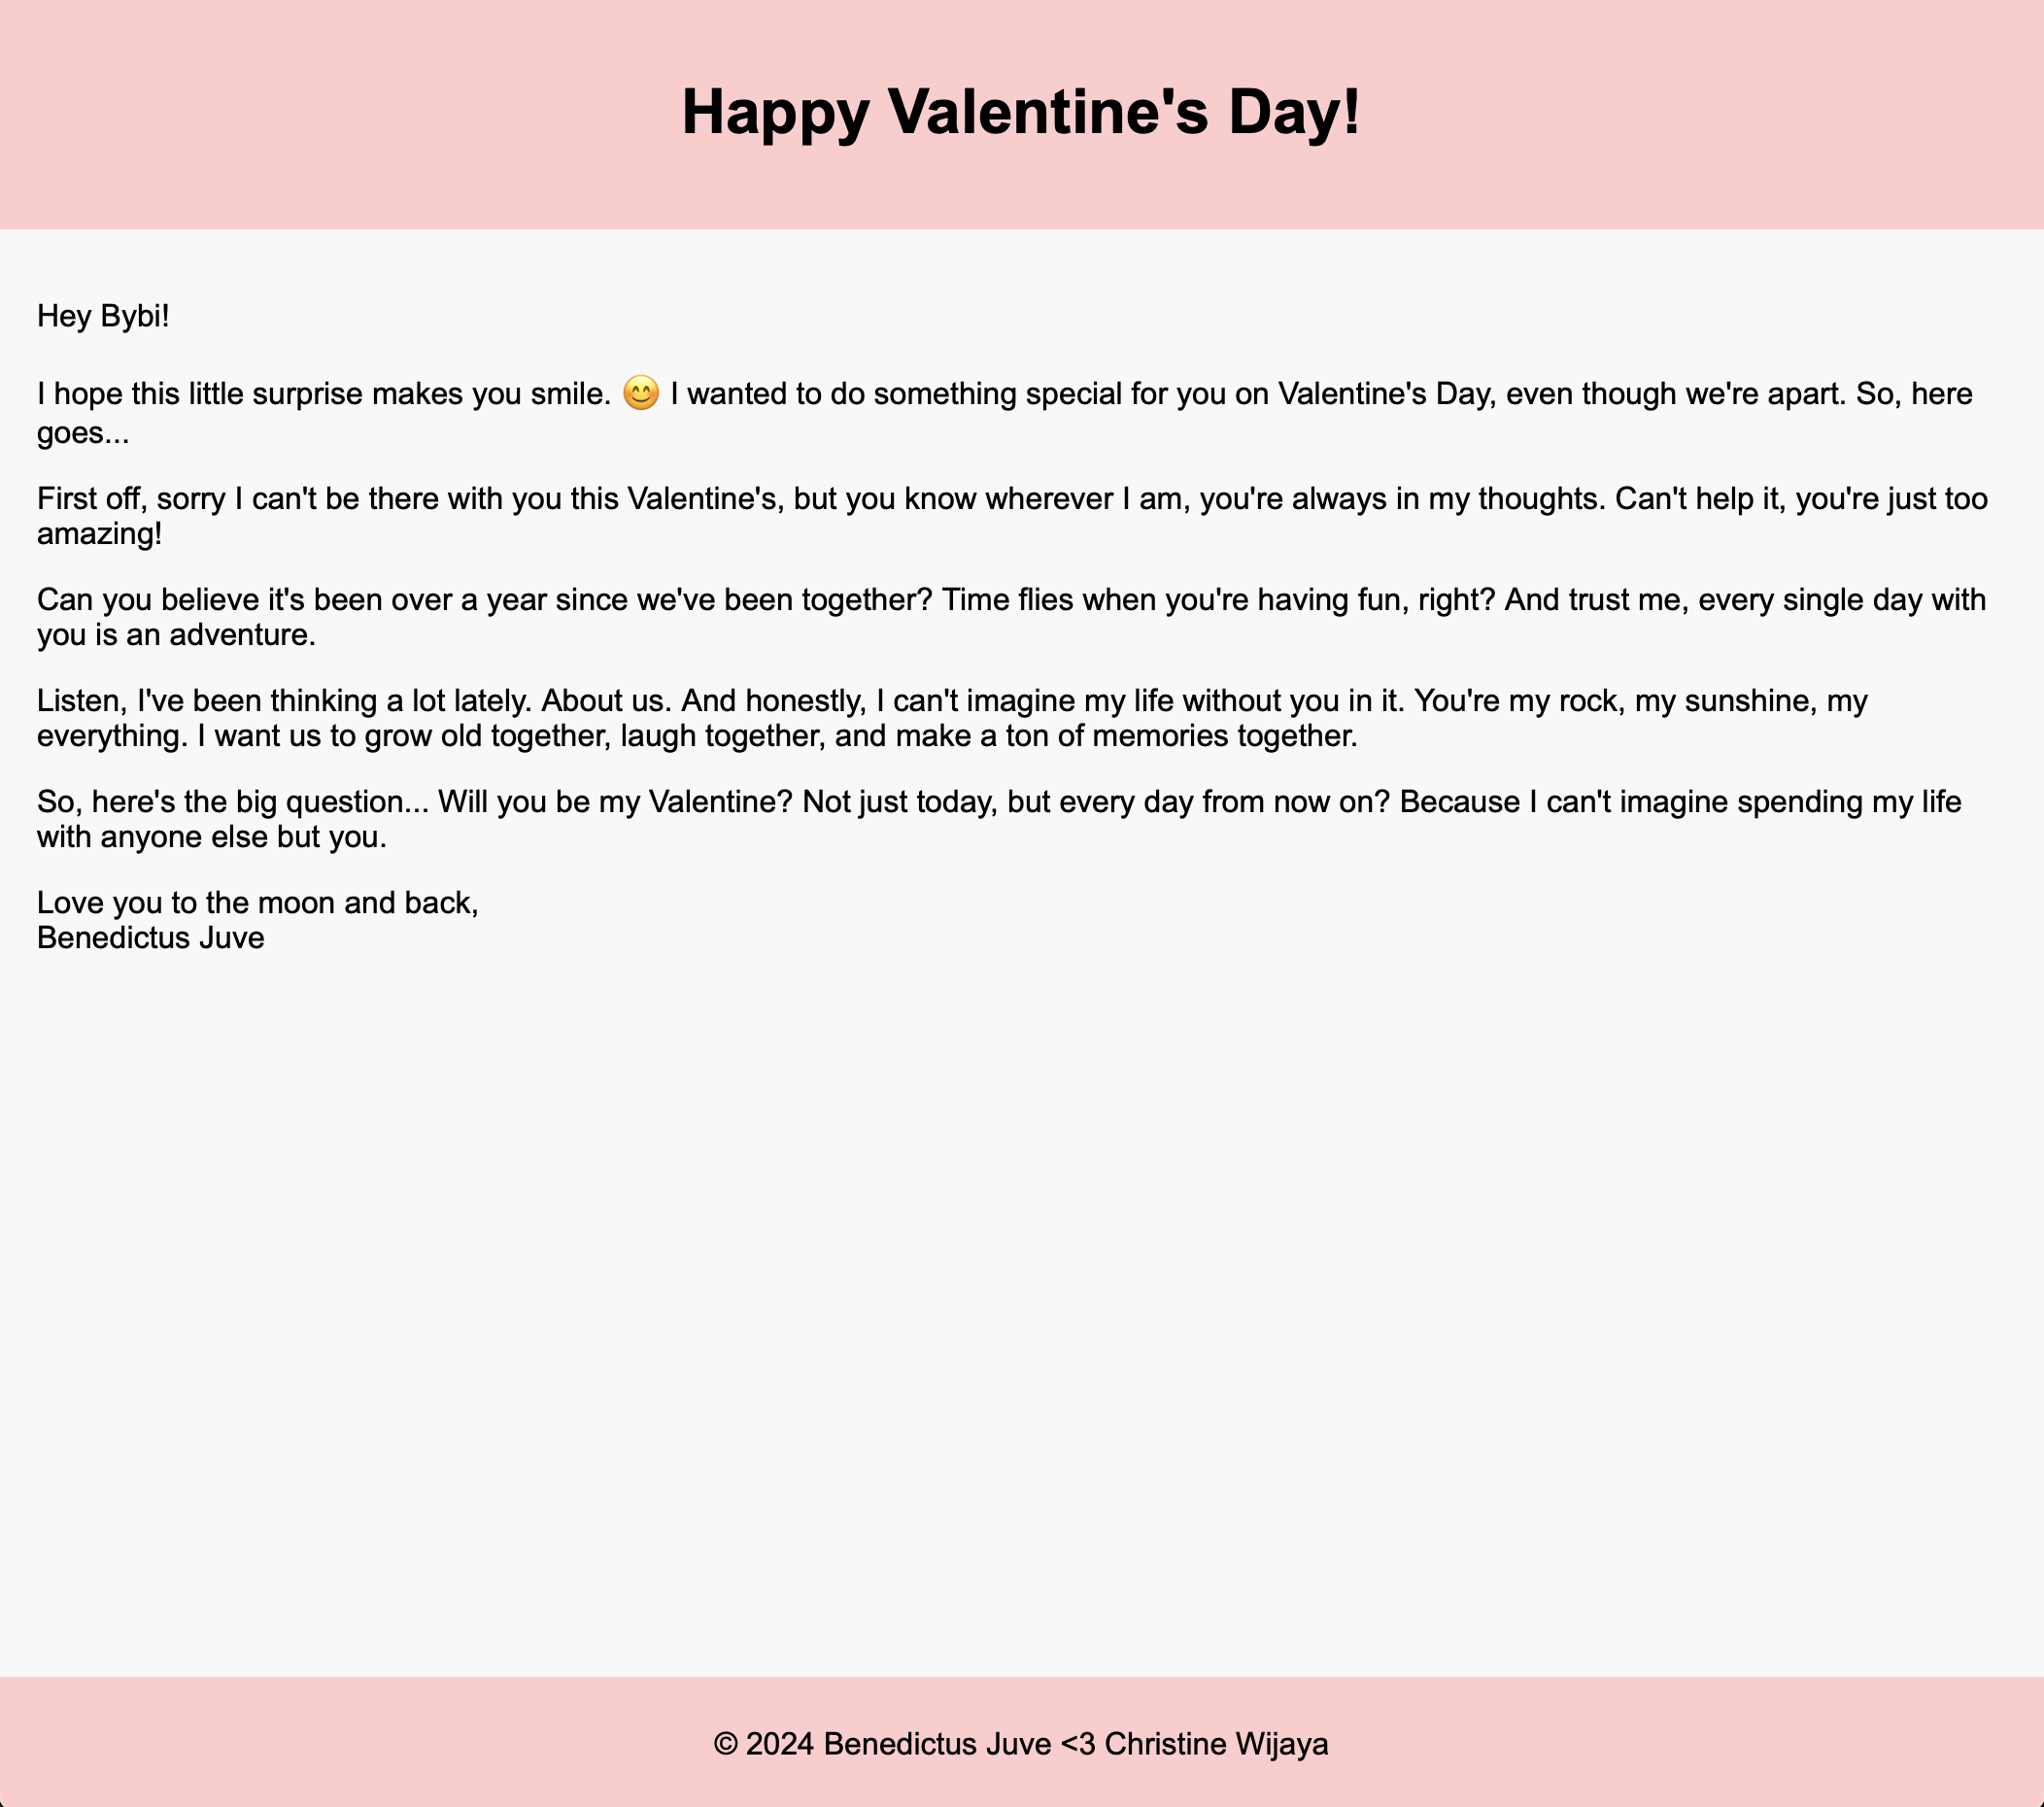 Happy Valentine's Day!
Hey Bybi!
I hope this little surprise makes you smile. 😊 I wanted to do something special for you on Valentine's Day, even though we're apart. So, here
goes...
First off, sorry I can't be there with you this Valentine's, but you know wherever I am, you're always in my thoughts. Can't help it, you're just too
amazing!
Can you believe it's been over a year since we've been together? Time flies when you're having fun, right? And trust me, every single day with
you is an adventure.
Listen, I've been thinking a lot lately. About us. And honestly, I can't imagine my life without you in it. You're my rock, my sunshine, my
everything. I want us to grow old together, laugh together, and make a ton of memories together.
So, here's the big question... Will you be my Valentine? Not just today, but every day from now on? Because I can't imagine spending my life
with anyone else but you.
Love you to the moon and back,
Benedictus Juve
© 2024 Benedictus Juve <3 Christine Wijaya